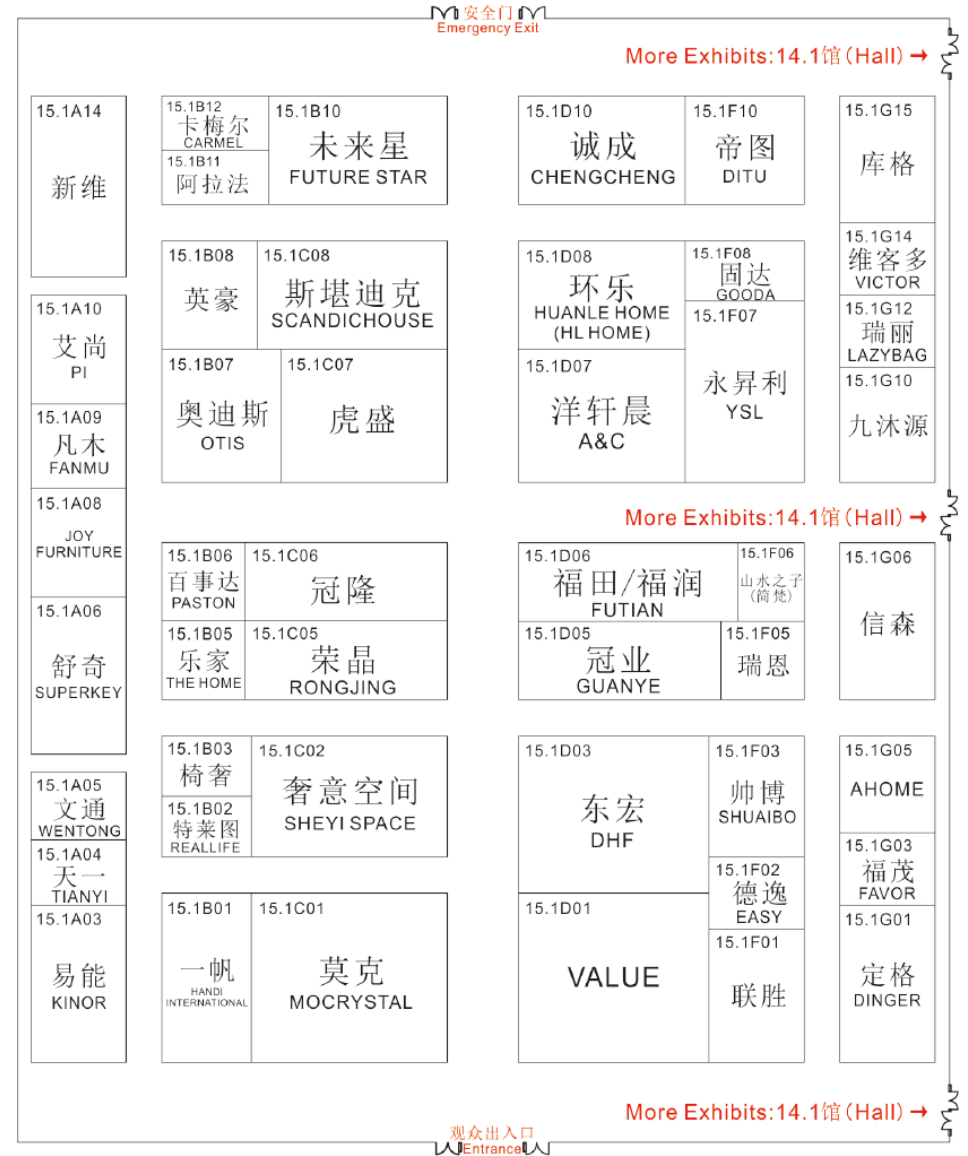 安全门
Emergency Exit
More Exhibits:14.1馆(Hall)→
15.1A14
新维
15.1B12
卡梅尔
CARMEL
15.1B11
阿拉法
15.1B10
未来星
FUTURE STAR
15.1D10
诚成
CHENGCHENG
15.1F10
帝图
DITU
15.1G15
库格
15.1G14
维客多
VICTOR
15.1G12
瑞丽
LAZYBAG
15.1G10
九沐源
15.1B08
英豪
15.1C08
斯堪迪克
SCANDICHOUSE
15.1B07
奥迪斯
OTIS
15.1C07
虎盛
15.1D08
环乐
HUANLE HOME
(HL HOME)
15.1D07
洋轩晨
A&C
15.1F08
固达
GOODA
15.1F07
永昇利
YSL
15.1A10
艾尚
PI
15.1A09
凡木
FANMU
15.1A08
JOY
FURNITURE
15.1A06
舒奇
SUPERKEY
More Exhibits:14.1馆(Hall)→
15.1B06
百事达
PASTON
15.1C06
冠隆
15.1B05
乐家
THE HOME
15.1C05
荣晶
RONGJING
15.1D06
福田/福润
FUTIAN
15.1F06
山水之子
(简梵)
15.1D05
冠业
GUANYE
15.1F05
瑞恩
15.1G06
信森
15.1A05
文通
WENTONG
15.1A04
天一
TIANYI
15.1A03
易能
KINOR
15.1B03
椅奢
15.1B02
特莱图
REALLIFE
15.1C02
奢意空间
SHEYI SPACE
15.1B01
一帆
HANDI
INTERNATIONAL
15.1C01
莫克
MOCRYSTAL
15.1D03
东宏
DHF
15.1D01
VALUE
15.1F03
帅博
SHUAIBO
15.1F02
德逸
EASY
15.1F01
联胜
15.1G05
AHOME
15.1G03
福茂
FAVOR
15.1G01
定格
DINGER
More Exhibits:14.1馆(Hall)→
观众出入口
Entrance